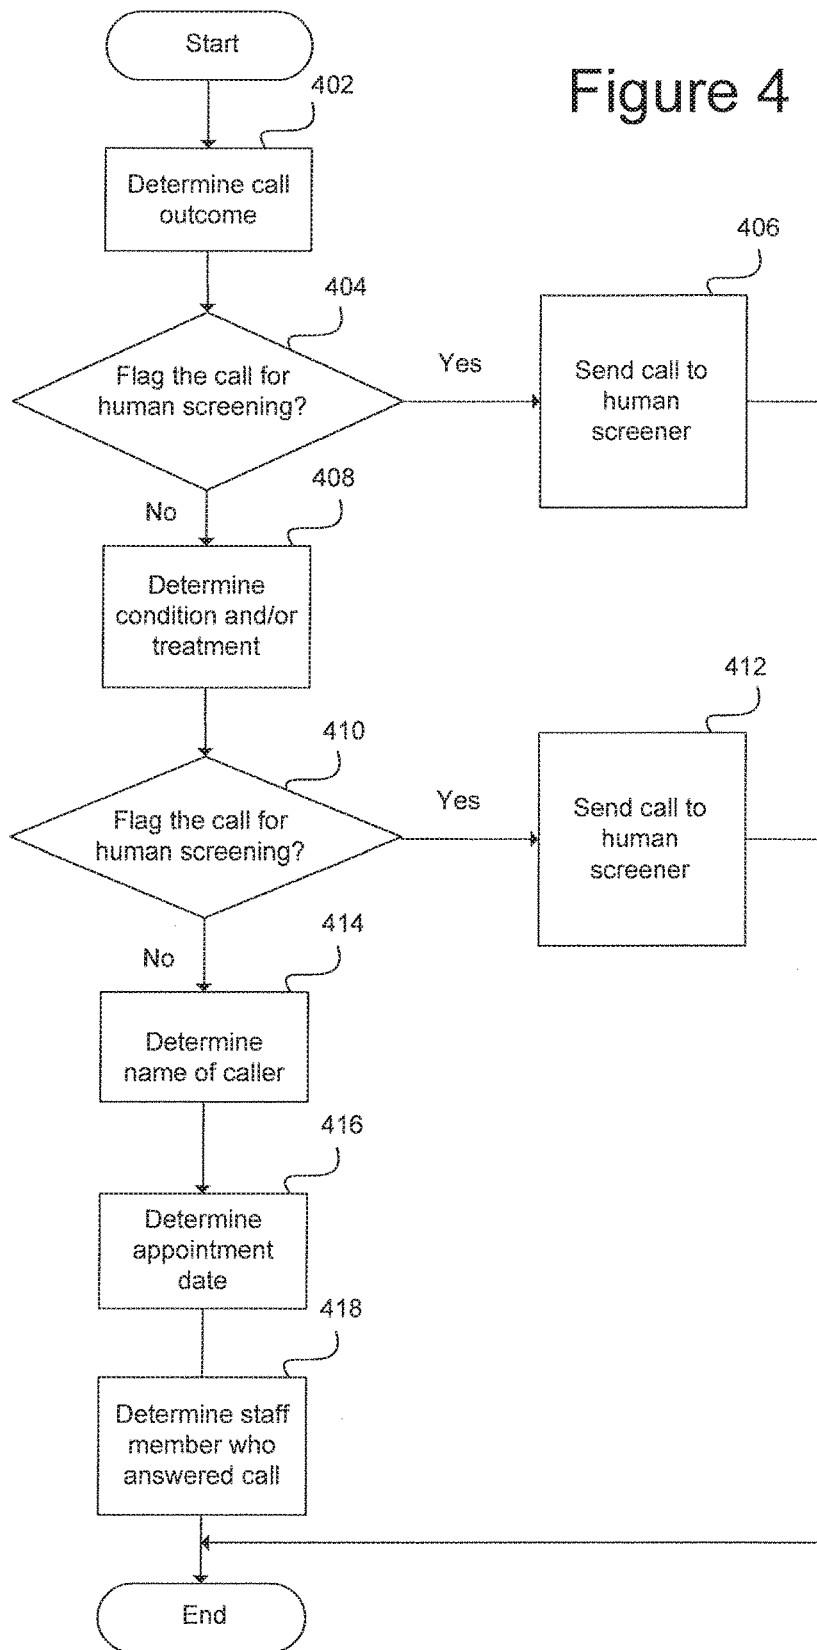 Start
Figure 4
402
Determine call
outcome
404
Flag the call for
human screening?
Yes
406
Send call to
human
screener
No
408
Determine
condition and/or
treatment
410
Flag the call for
human screening?
Yes
412
Send call to
human
screener
No
414
Determine
name of caller
416
Determine
appointment
date
418
Determine staff
member who
answered call
End